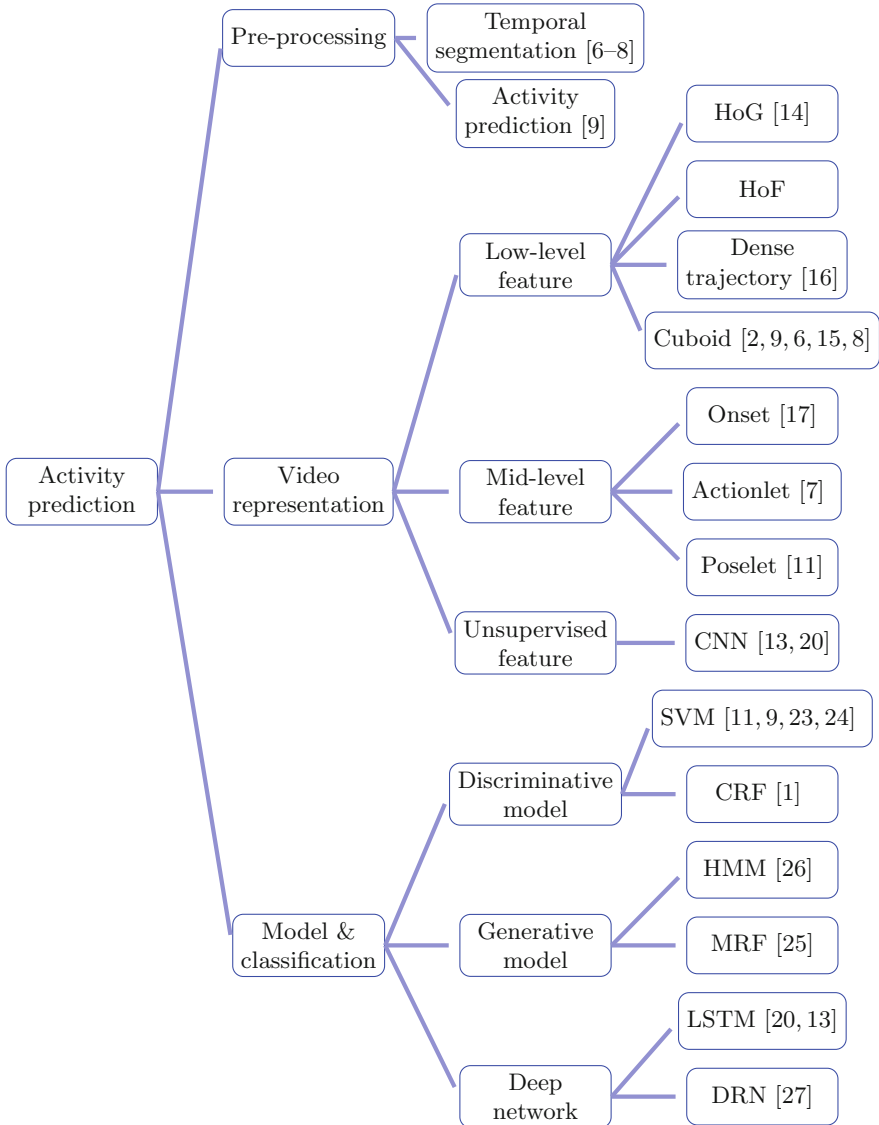 Pre-processing
Temporal
segmentation [6–8]
Activity
prediction [9]
HoG [14]
HoF
Low-level
feature
Dense
trajectory [16]
Cuboid [2, 9, 6, 15, 8]
Onset [17]
Activity
prediction
Video
representation
Mid-level
feature
Actionlet [7]
Poselet [11]
Unsupervised
feature
CNN [13, 20]
SVM [11, 9, 23, 24]
Discriminative
model
CRF [1]
HMM [26]
Model &
classification
Generative
model
MRF [25]
LSTM [20, 13]
Deep
network
DRN [27]